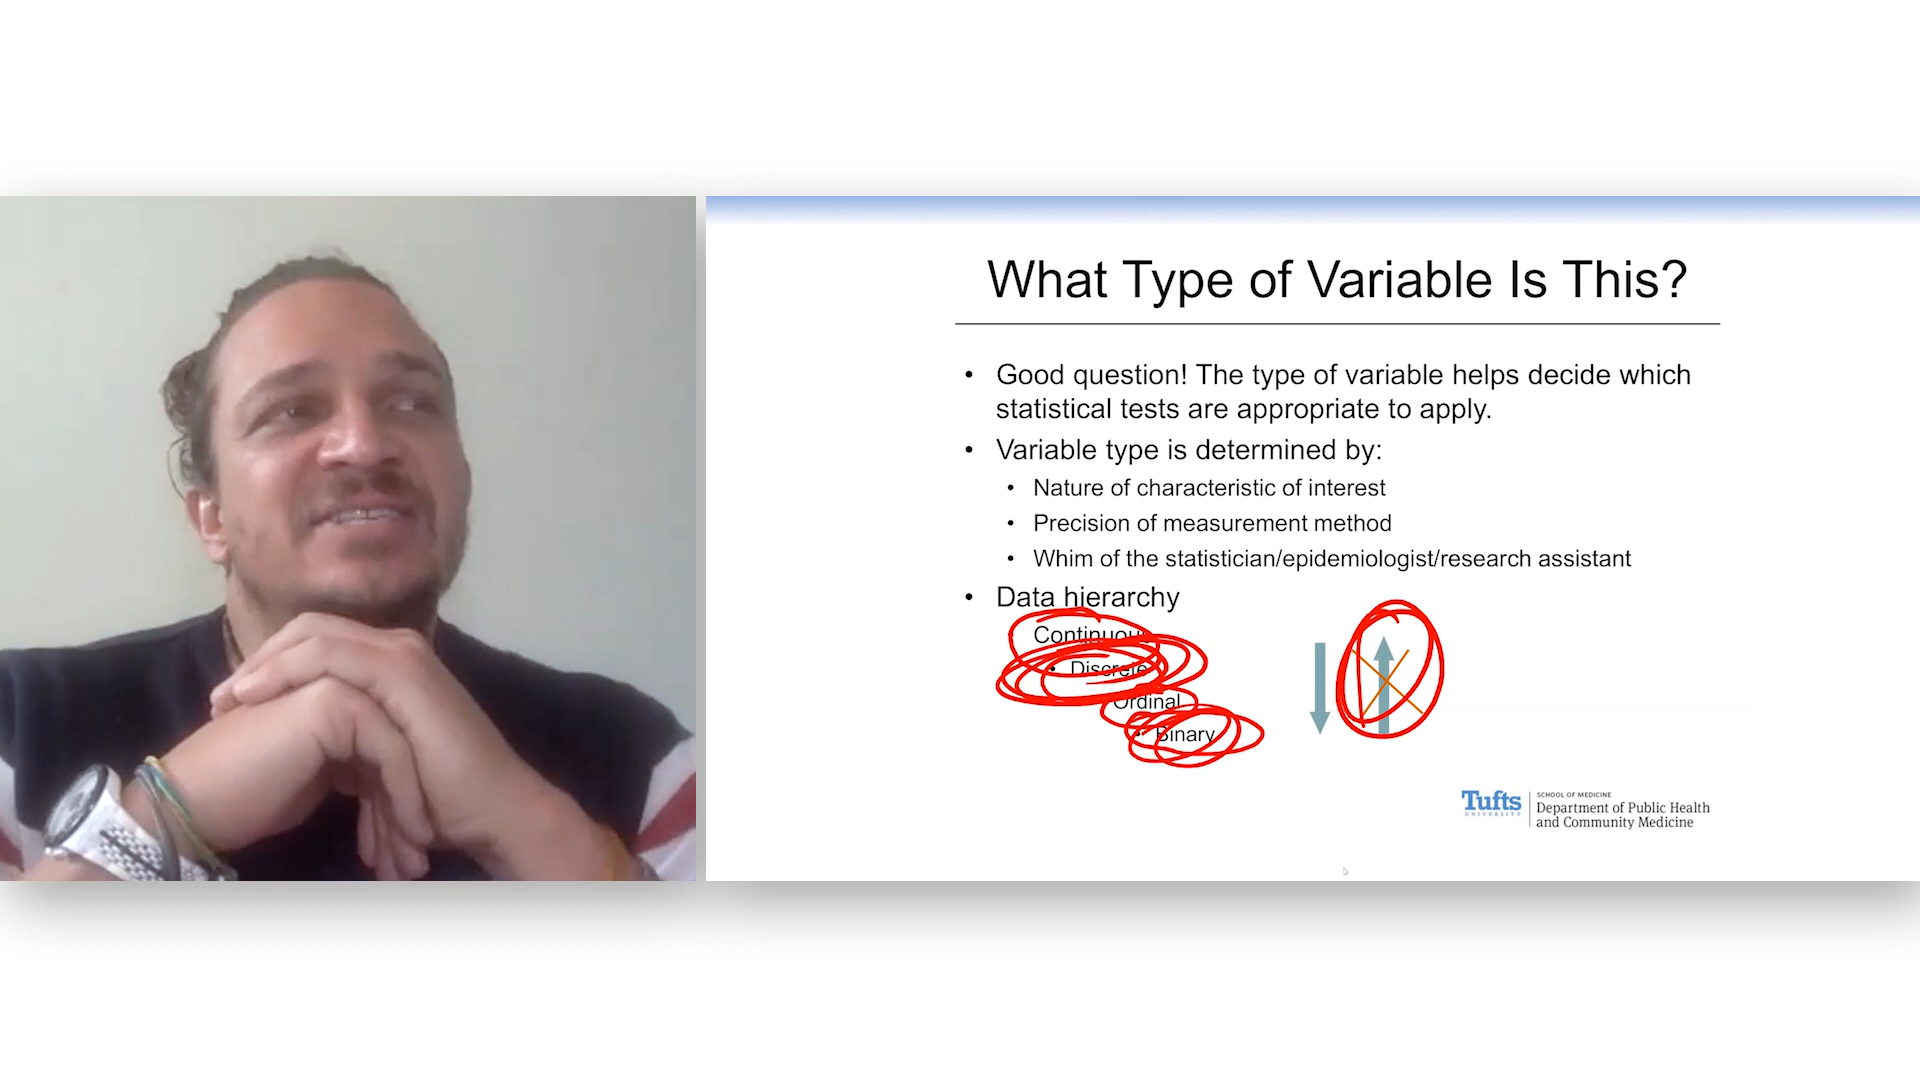 What Type of Variable Is This?
• Good question! The type of variable helps decide which
statistical tests are appropriate to apply.
• Variable type is determined by:
• Nature of characteristic of interest
• Precision of measurement method
• Whim of the statistician/epidemiologist/research assistant
• Data hierarchy
Continuous
• Discrete
Ordinal
• Binary
Tufts
UNIVERSITY
SCHOOL OF MEDICINE
Department of Public Health
and Community Medicine